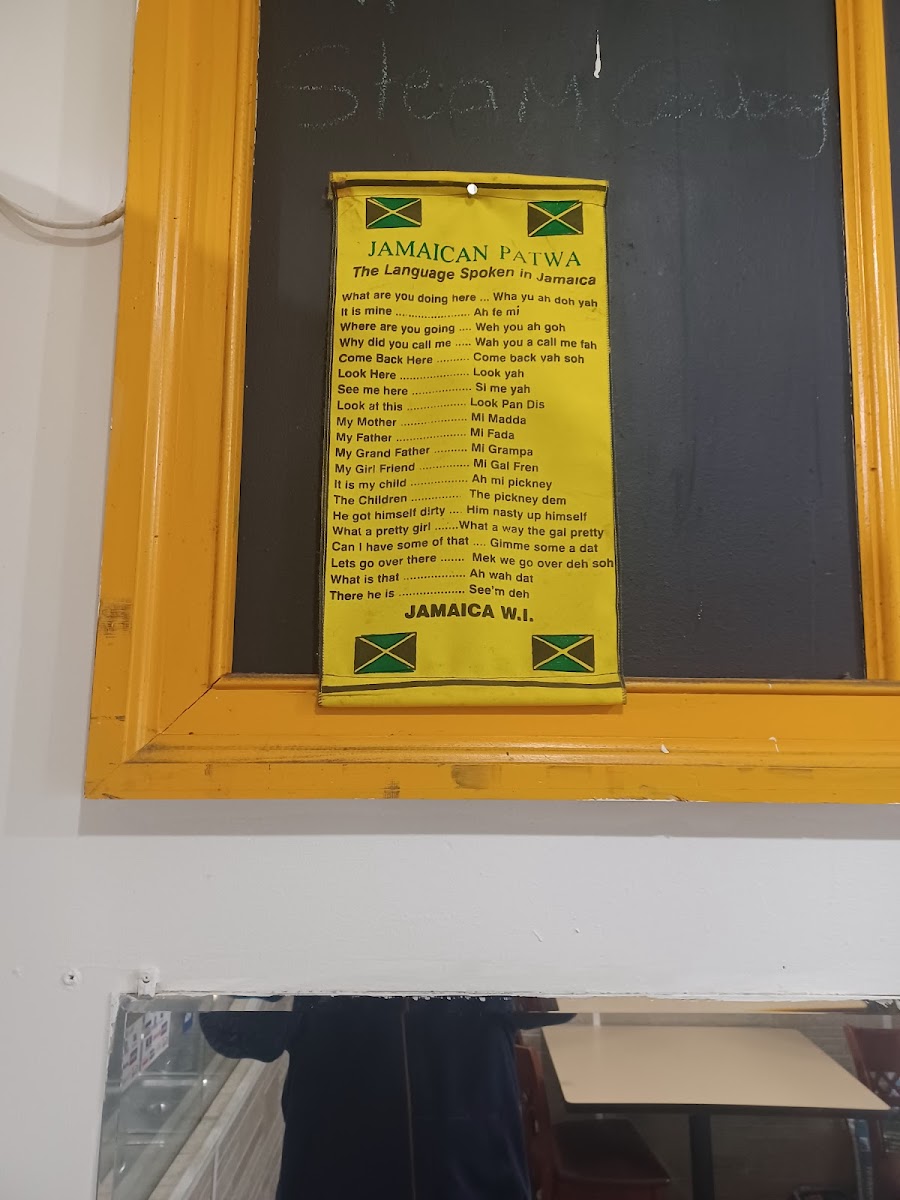 Steam Cowboy
JAMAICAN PATWA
The Language Spoken in Jamaica
What are you doing here ... Wha yu ah doh yah
It is mine ...................... Ah fe mi
Where are you going .... Weh you ah goh
Why did you call me ..... Wah you a call me fah
Come Back Here .......... Come back yah soh
Look Here ..................... Look yah
See me here .................. Si me yah
Look at this .................. Look Pan Dis
My Mother .................... Mi Madda
My Father ..................... Mi Fada
My Grand Father .......... Mi Grampa
My Girl Friend ............... Mi Gal Fren
It is my child ................. Ah mi pickney
The Children ............... The pickney dem
He got himself dirty .... Him nasty up himself
What a pretty girl .......What a way the gal pretty
Can I have some of that .... Gimme some a dat
Lets go over there ....... Mek we go over deh soh
What is that ................... Ah wah dat
There he is .................... See'm deh
JAMAICA W.I.